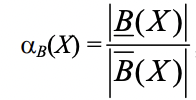 α_B(X) = |B̲(X)| / |B̅(X)|